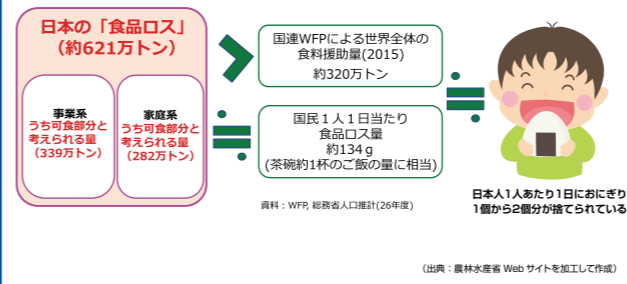 日本の「食品ロス」
(約621万トン)
事業系
うち可食部分と
考えられる量
(339万トン)
家庭系
うち可食部分と
考えられる量
(282万トン)
>
国連WFPによる世界全体の
食料援助量(2015)
約320万トン
≒
国民1人1日当たり
食品ロス量
約134g
(茶碗約1杯のご飯の量に相当)
≒
日本人1人あたり1日におにぎり
1個から2個分が捨てられている
資料:WFP, 総務省人口推計(26年度)
(出典:農林水産省 Web サイトを加工して作成)